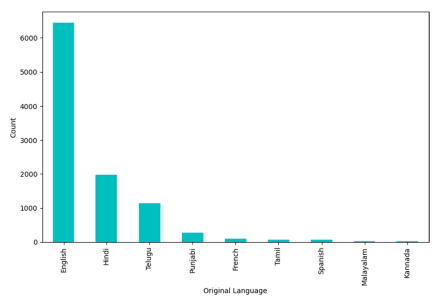 6000
5000
4000
3000
2000
1000
0
Count
English
Hindi
Telugu
Punjabi
French
Tamil
Spanish
Malayalam
Kannada
Original Language